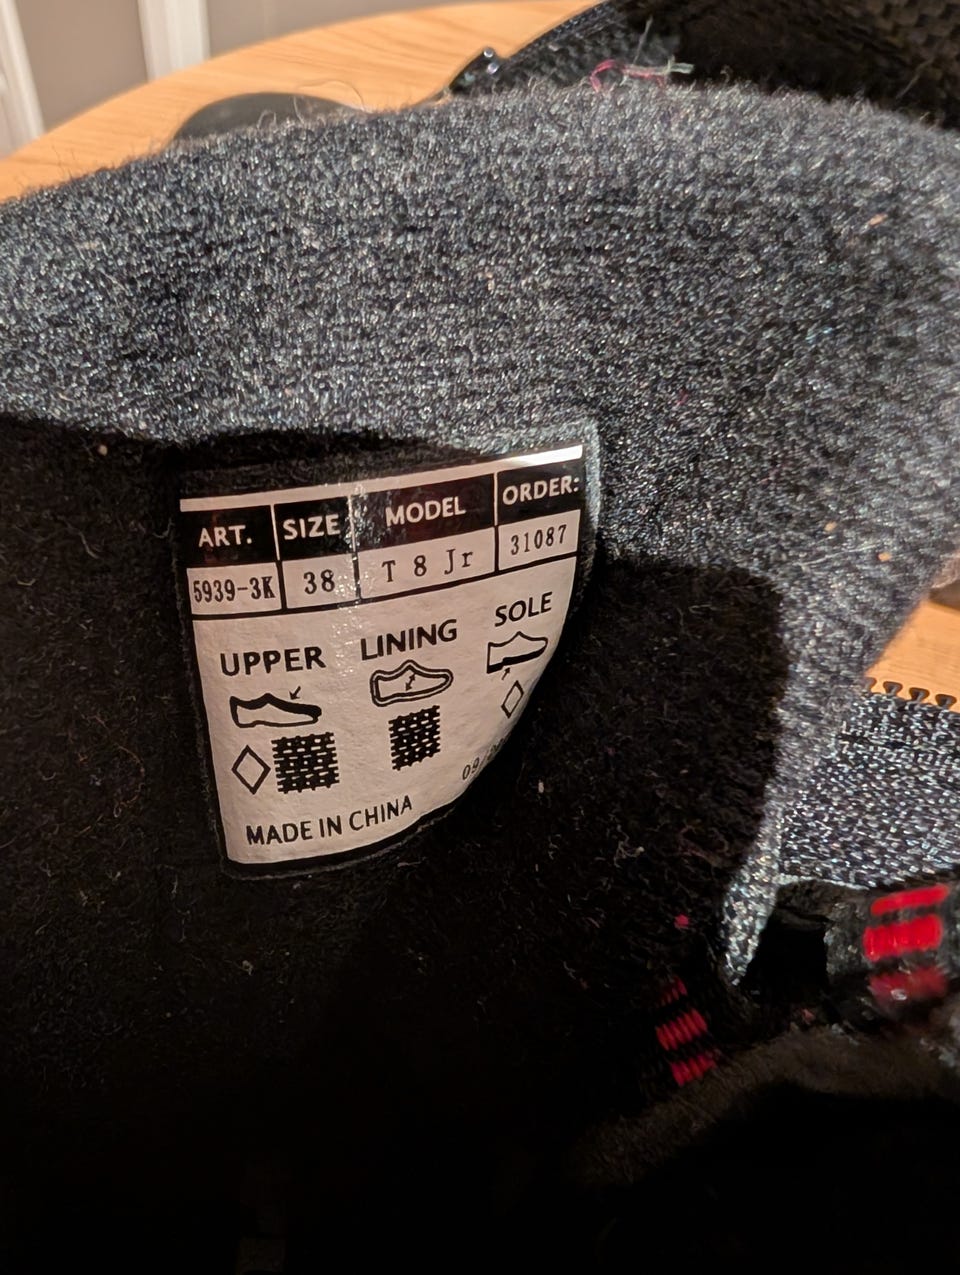 ART. SIZE MODEL ORDER:
5939-3K 38 T 8 Jr 31087
UPPER LINING SOLE
MADE IN CHINA